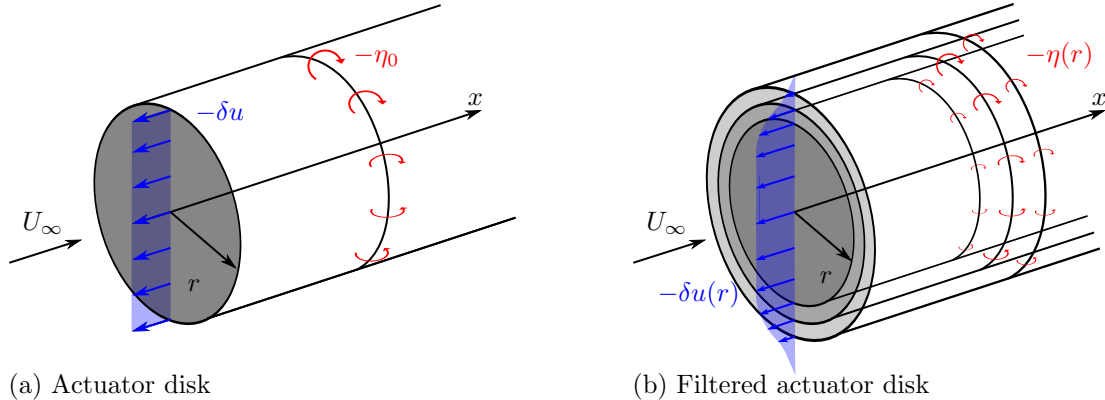 −η₀
−δu
x
U∞
r
(a) Actuator disk
−η(r)
x
U∞
r
−δu(r)
(b) Filtered actuator disk